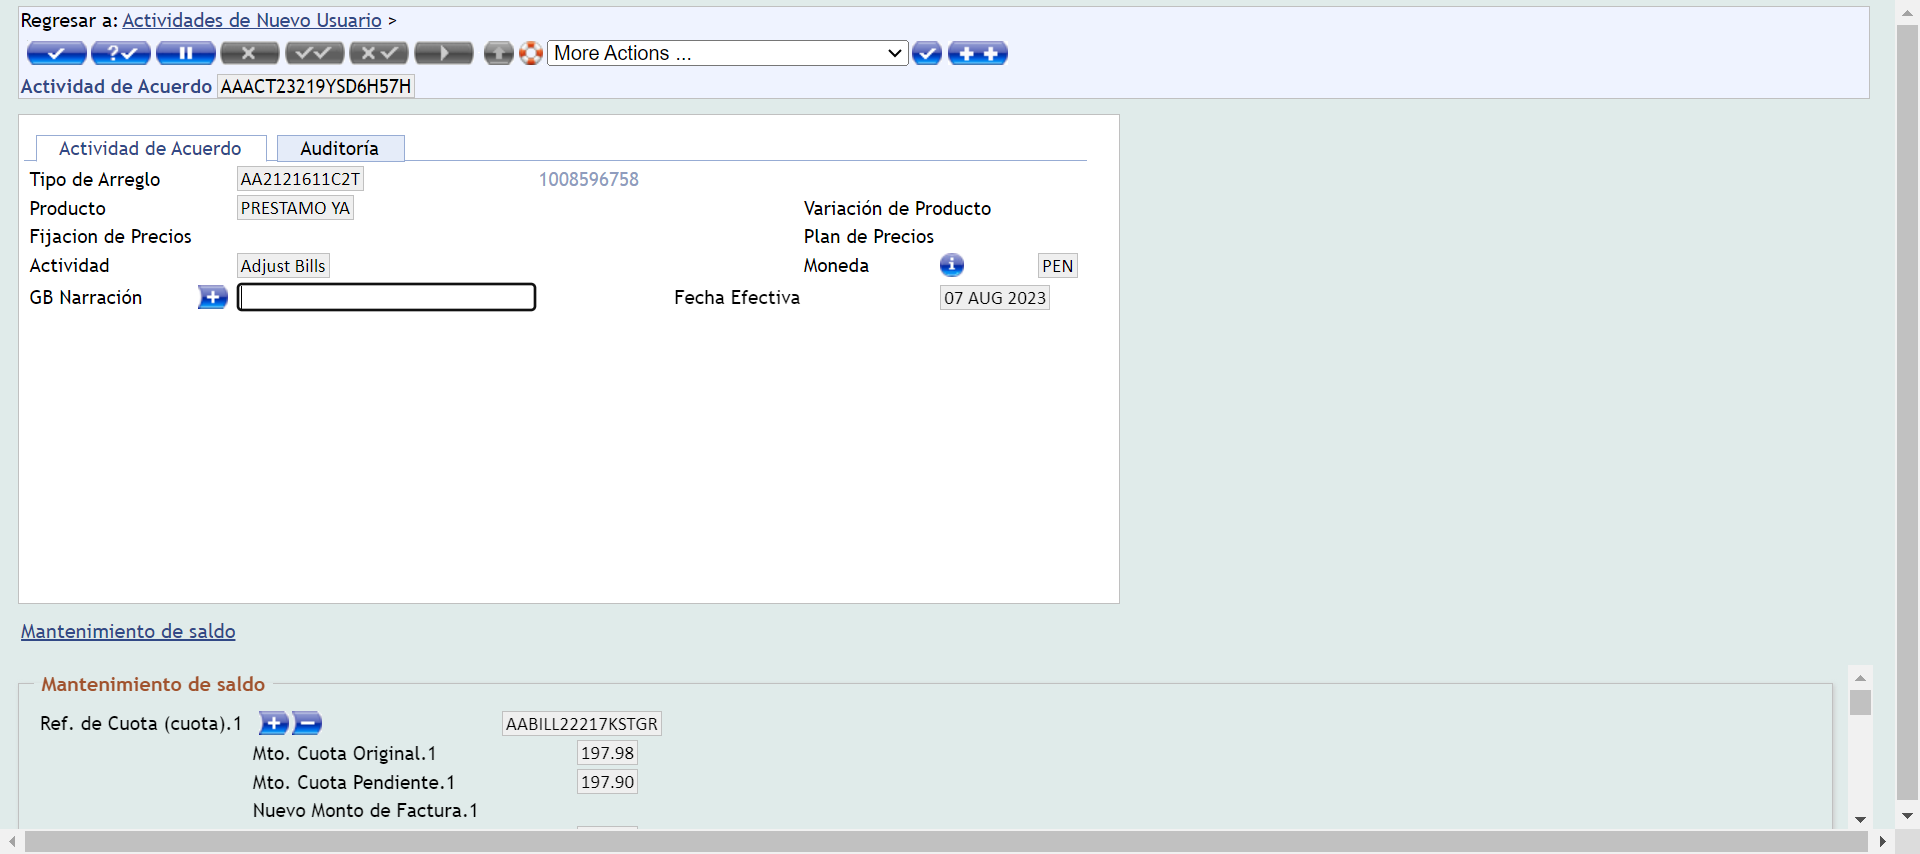 Regresar a: Actividades de Nuevo Usuario >
More Actions ...
Actividad de Acuerdo AAACT23219YSD6H57H
Actividad de Acuerdo Auditoría
Tipo de Arreglo AA2121611C2T 1008596758
Producto PRESTAMO YA Variación de Producto
Fijacion de Precios Plan de Precios
Actividad Adjust Bills Moneda PEN
GB Narración Fecha Efectiva 07 AUG 2023
Mantenimiento de saldo
Mantenimiento de saldo
Ref. de Cuota (cuota).1 AABILL22217KSTGR
Mto. Cuota Original.1 197.98
Mto. Cuota Pendiente.1 197.90
Nuevo Monto de Factura.1